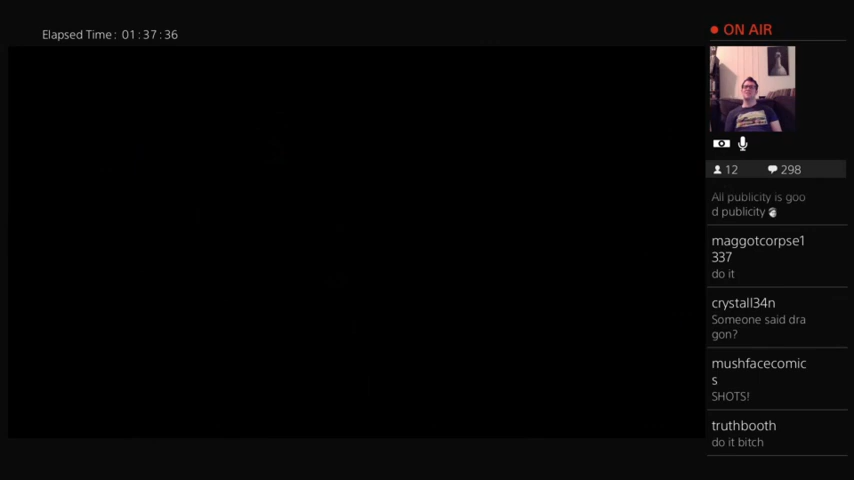 Elapsed Time: 01:37:36
ON AIR
12 298
All publicity is goo
d publicity
maggotcorpse1
337
do it
crystall34n
Someone said dra
gon?
mushfacecomic
s
SHOTS!
truthbooth
do it bitch